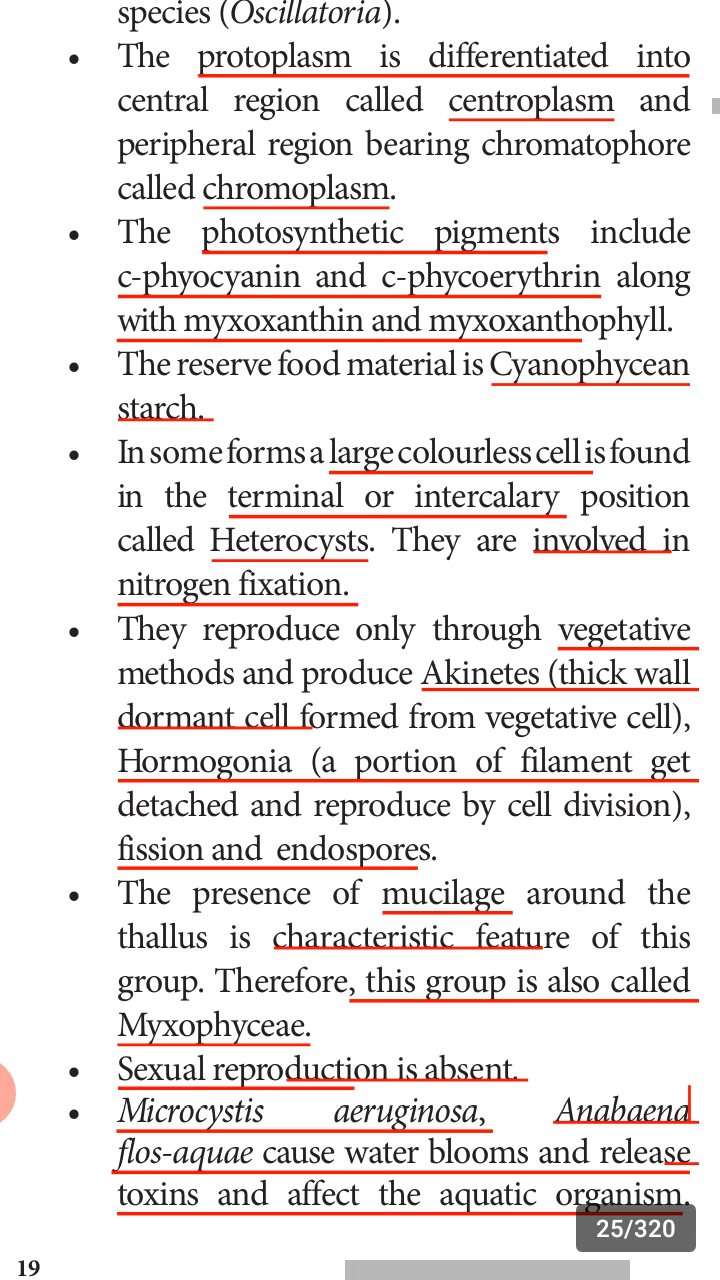 species (Oscillatoria).
• The protoplasm is differentiated into
central region called centroplasm and
peripheral region bearing chromatophore
called chromoplasm.
• The photosynthetic pigments include
c-phyocyanin and c-phycoerythrin along
with myxoxanthin and myxoxanthophyll.
• The reserve food material is Cyanophycean
starch.
• In some forms a large colourless cell is found
in the terminal or intercalary position
called Heterocysts. They are involved in
nitrogen fixation.
• They reproduce only through vegetative
methods and produce Akinetes (thick wall
dormant cell formed from vegetative cell),
Hormogonia (a portion of filament get
detached and reproduce by cell division),
fission and endospores.
• The presence of mucilage around the
thallus is characteristic feature of this
group. Therefore, this group is also called
Myxophyceae.
• Sexual reproduction is absent.
• Microcystis aeruginosa, Anabaena
flos-aquae cause water blooms and release
toxins and affect the aquatic organism.
25/320
19